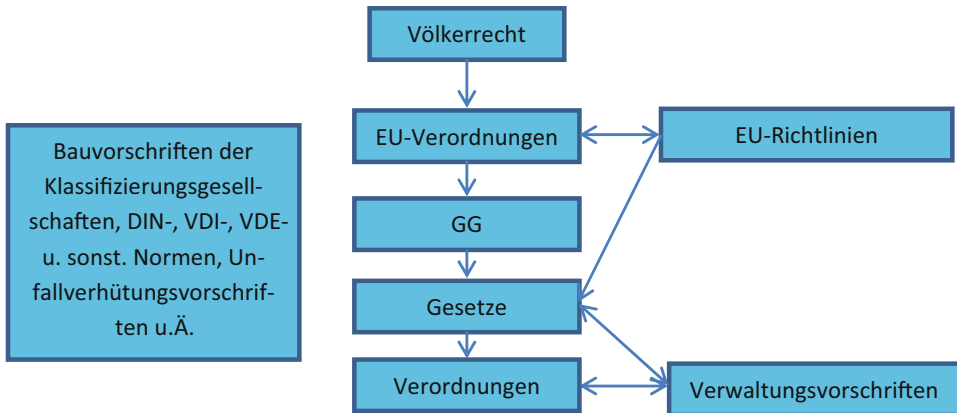 Völkerrecht
EU-Verordnungen
EU-Richtlinien
Bauvorschriften der
Klassifizierungsgesell-
schaften, DIN-, VDI-, VDE-
u. sonst. Normen, Un-
fallverhütungsvorschrif-
ten u.Ä.
GG
Gesetze
Verordnungen
Verwaltungsvorschriften